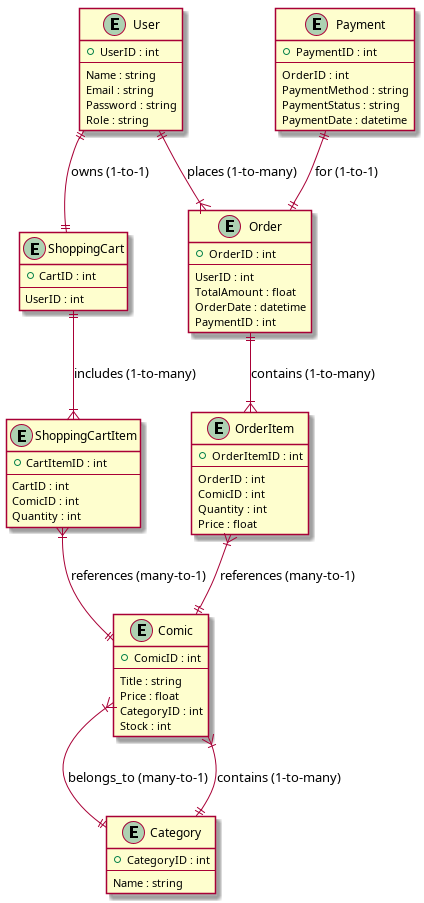 E User
UserID : int
Name : string
Email : string
Password : string
Role : string
E Payment
PaymentID : int
OrderID : int
PaymentMethod : string
PaymentStatus : string
PaymentDate : datetime
owns (1-to-1)
places (1-to-many)
for (1-to-1)
E ShoppingCart
CartID : int
UserID : int
E Order
OrderID : int
UserID : int
TotalAmount : float
OrderDate : datetime
PaymentID : int
includes (1-to-many)
contains (1-to-many)
E ShoppingCartItem
CartItemID : int
CartID : int
ComicID : int
Quantity : int
E OrderItem
OrderItemID : int
OrderID : int
ComicID : int
Quantity : int
Price : float
references (many-to-1)
references (many-to-1)
E Comic
ComicID : int
Title : string
Price : float
CategoryID : int
Stock : int
belongs_to (many-to-1)
contains (1-to-many)
E Category
CategoryID : int
Name : string